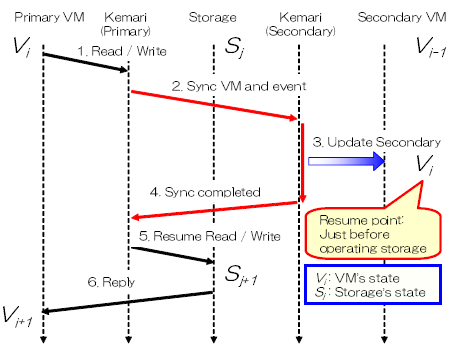 Primary VM
Kemari
(Primary)
Storage
Kemari
(Secondary)
Secondary VM
Vi
Sj
Vi-1
1. Read / Write
2. Sync VM and event
3. Update Secondary
Vi
4. Sync completed
Resume point:
Just before
operating storage
5. Resume Read / Write
6. Reply
Sj+1
Vi: VM's state
Sj: Storage's state
Vi+1